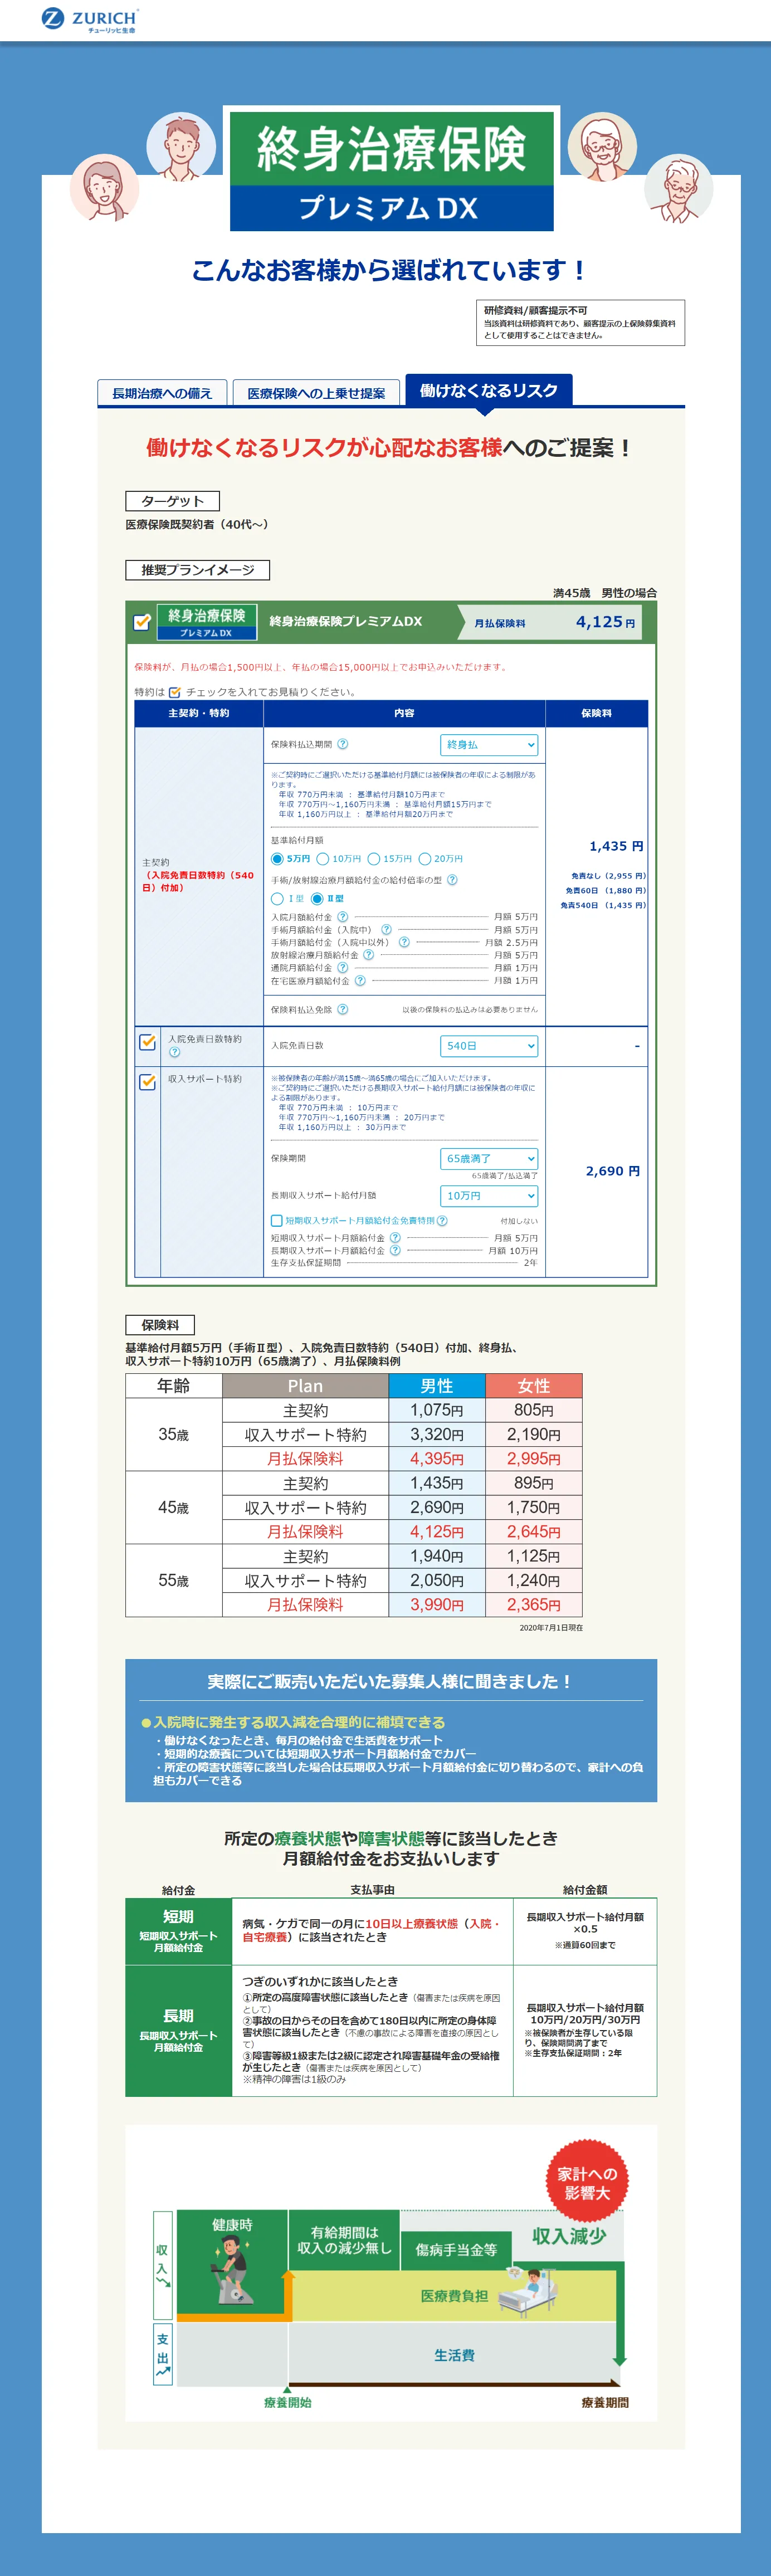 ZURICH
チューリッヒ生命
終身治療保険
プレミアム DX
こんなお客様から選ばれています！
研修資料/顧客提示不可
当該資料は研修資料であり、顧客提示の上保険募集資料
として使用することはできません。
長期治療への備え
医療保険への上乗せ提案
働けなくなるリスク
働けなくなるリスクが心配なお客様へのご提案！
ターゲット
医療保険既契約者（40代～）
推奨プランイメージ
満45歳　男性の場合
終身治療保険
プレミアム DX
終身治療保険プレミアムDX
月払保険料 4,125 円
保険料が、月払の場合1,500円以上、年払の場合15,000円以上でお申込みいただけます。
特約は チェックを入れてお見積りください。
主契約・特約 内容 保険料
主契約
（入院免責日数特約（540
日）付加）
保険料払込期間 ? 終身払
※ご契約時にご選択いただける基準給付月額には被保険者の年収による制限があ
ります。
年収 770万円未満 ： 基準給付月額10万円まで
年収 770万円～1,160万円未満 ： 基準給付月額15万円まで
年収 1,160万円以上 ： 基準給付月額20万円まで
基準給付月額
5万円 10万円 15万円 20万円
手術/放射線治療月額給付金の給付倍率の型 ?
Ⅰ型 Ⅱ型
入院月額給付金 ? 月額 5万円
手術月額給付金（入院中） ? 月額 5万円
手術月額給付金（入院中以外） ? 月額 2.5万円
放射線治療月額給付金 ? 月額 5万円
通院月額給付金 ? 月額 1万円
在宅医療月額給付金 ? 月額 1万円
保険料払込免除 ? 以後の保険料の払込みは必要ありません
1,435 円
免責なし（2,955 円）
免責60日 （1,880 円）
免責540日 （1,435 円）
入院免責日数特約
?
入院免責日数 540日 -
収入サポート特約
※被保険者の年齢が満15歳～満65歳の場合にご加入いただけます。
※ご契約時にご選択いただける長期収入サポート給付月額には被保険者の年収に
よる制限があります。
年収 770万円未満 ： 10万円まで
年収 770万円～1,160万円未満 ： 20万円まで
年収 1,160万円以上 ： 30万円まで
保険期間 65歳満了
65歳満了/払込満了
長期収入サポート給付月額 10万円
短期収入サポート月額給付金免責特則 ? 付加しない
短期収入サポート月額給付金 ? 月額 5万円
長期収入サポート月額給付金 ? 月額 10万円
生存支払保証期間 2年
2,690 円
保険料
基準給付月額5万円（手術Ⅱ型）、入院免責日数特約（540日）付加、終身払、
収入サポート特約10万円（65歳満了）、月払保険料例
年齢 Plan 男性 女性
35歳
主契約 1,075円 805円
収入サポート特約 3,320円 2,190円
月払保険料 4,395円 2,995円
45歳
主契約 1,435円 895円
収入サポート特約 2,690円 1,750円
月払保険料 4,125円 2,645円
55歳
主契約 1,940円 1,125円
収入サポート特約 2,050円 1,240円
月払保険料 3,990円 2,365円
2020年7月1日現在
実際にご販売いただいた募集人様に聞きました！
●入院時に発生する収入減を合理的に補填できる
・働けなくなったとき、毎月の給付金で生活費をサポート
・短期的な療養については短期収入サポート月額給付金でカバー
・所定の障害状態等に該当した場合は長期収入サポート月額給付金に切り替わるので、家計への負
担もカバーできる
所定の療養状態や障害状態等に該当したとき
月額給付金をお支払いします
給付金 支払事由 給付金額
短期
短期収入サポート
月額給付金
病気・ケガで同一の月に10日以上療養状態（入院・
自宅療養）に該当されたとき
長期収入サポート給付月額
×0.5
※通算60回まで
長期
長期収入サポート
月額給付金
つぎのいずれかに該当したとき
①所定の高度障害状態に該当したとき（傷害または疾病を原因
として）
②事故の日からその日を含めて180日以内に所定の身体障
害状態に該当したとき（不慮の事故による障害を直接の原因とし
て）
③障害等級1級または2級に認定され障害基礎年金の受給権
が生じたとき（傷害または疾病を原因として）
※精神の障害は1級のみ
長期収入サポート給付月額
10万円/20万円/30万円
※被保険者が生存している限
り、保険期間満了まで
※生存支払保証期間：2年
家計への
影響大
収入
健康時
有給期間は
収入の減少無し
傷病手当金等
収入減少
医療費負担
支出
生活費
療養開始
療養期間